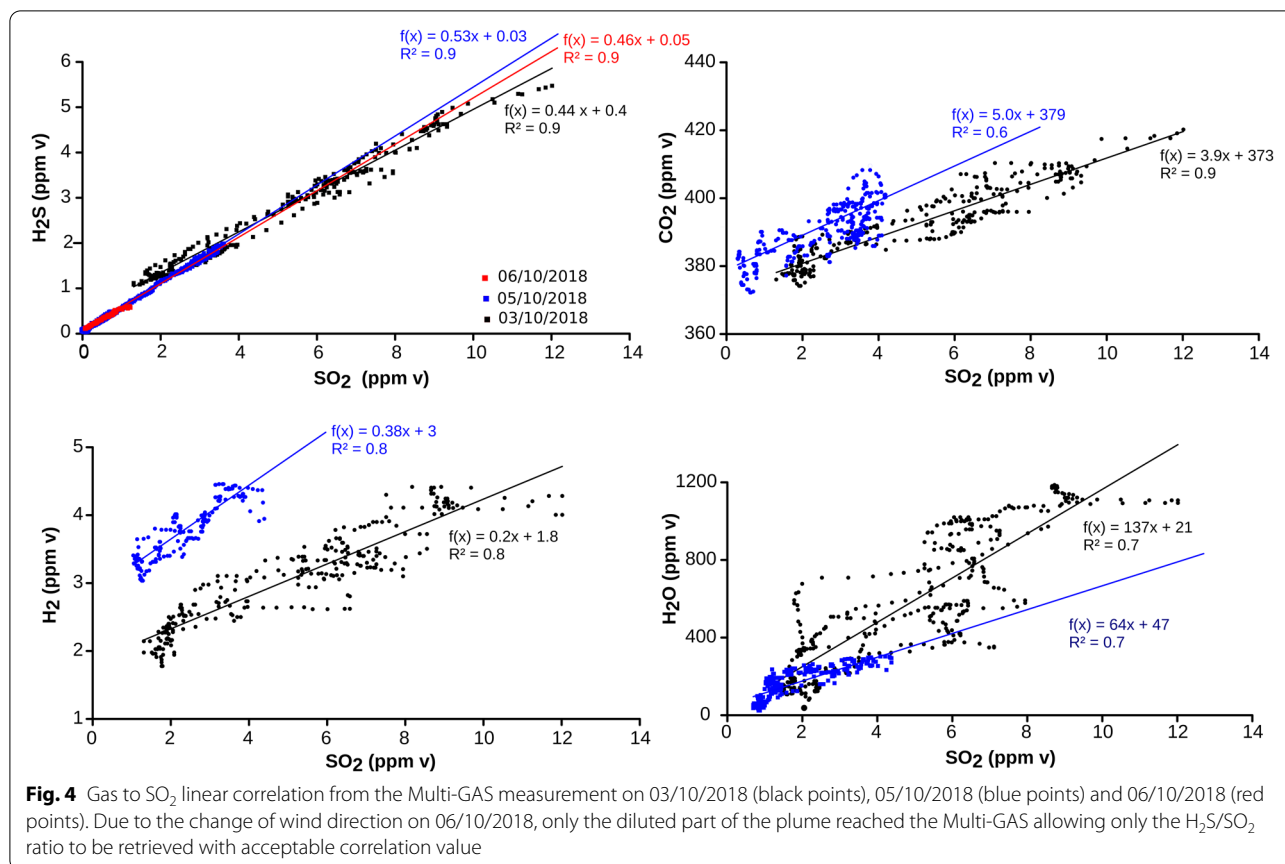 f(x) = 0.53x + 0.03
R² = 0.9
f(x) = 0.46x + 0.05
R² = 0.9
f(x) = 0.44 x + 0.4
R² = 0.9
H₂S (ppm v)
6
5
4
3
2
1
0
06/10/2018
05/10/2018
03/10/2018
0 2 4 6 8 10 12 14
SO₂ (ppm v)
f(x) = 5.0x + 379
R² = 0.6
f(x) = 3.9x + 373
R² = 0.9
CO₂ (ppm v)
440
420
400
380
360
0 2 4 6 8 10 12 14
SO₂ (ppm v)
f(x) = 0.38x + 3
R² = 0.8
f(x) = 0.2x + 1.8
R² = 0.8
H₂ (ppm v)
5
4
3
2
1
0 2 4 6 8 10 12 14
SO₂ (ppm v)
f(x) = 137x + 21
R² = 0.7
f(x) = 64x + 47
R² = 0.7
H₂O (ppm v)
1200
800
400
0
0 2 4 6 8 10 12 14
SO₂ (ppm v)
Fig. 4 Gas to SO₂ linear correlation from the Multi-GAS measurement on 03/10/2018 (black points), 05/10/2018 (blue points) and 06/10/2018 (red
points). Due to the change of wind direction on 06/10/2018, only the diluted part of the plume reached the Multi-GAS allowing only the H₂S/SO₂
ratio to be retrieved with acceptable correlation value